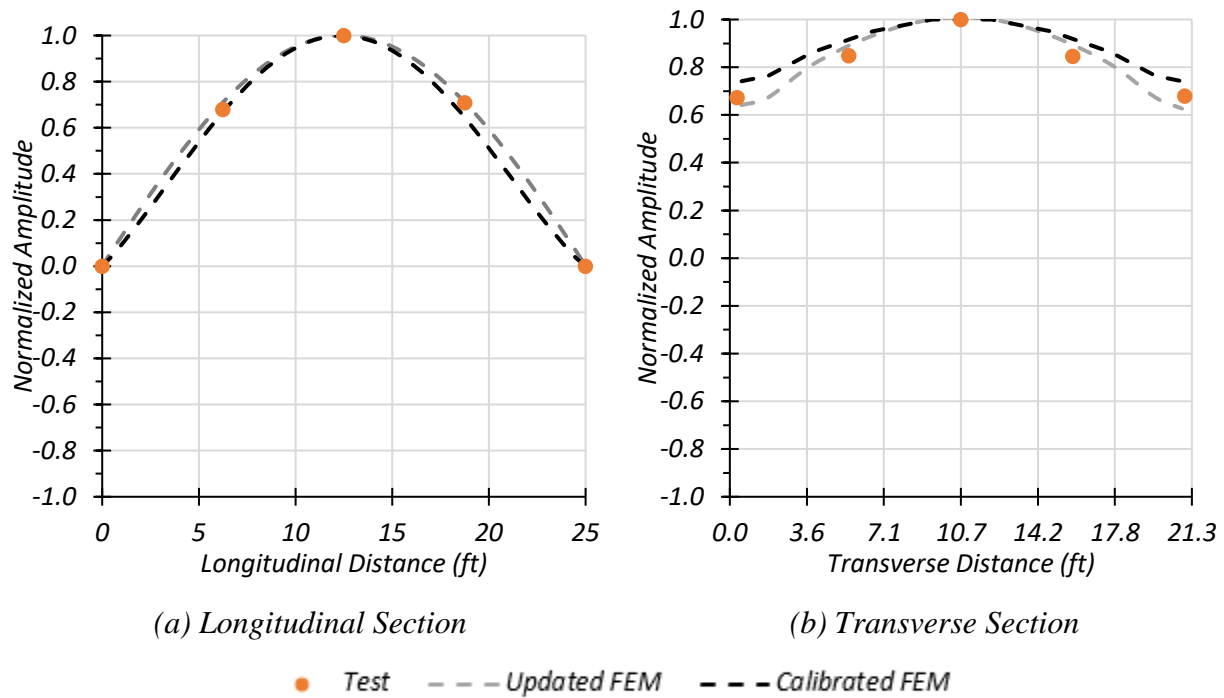 Normalized Amplitude
1.0
0.8
0.6
0.4
0.2
0.0
-0.2
-0.4
-0.6
-0.8
-1.0
0 5 10 15 20 25
Longitudinal Distance (ft)
(a) Longitudinal Section
Normalized Amplitude
1.0
0.8
0.6
0.4
0.2
0.0
-0.2
-0.4
-0.6
-0.8
-1.0
0.0 3.6 7.1 10.7 14.2 17.8 21.3
Transverse Distance (ft)
(b) Transverse Section
Test Updated FEM Calibrated FEM